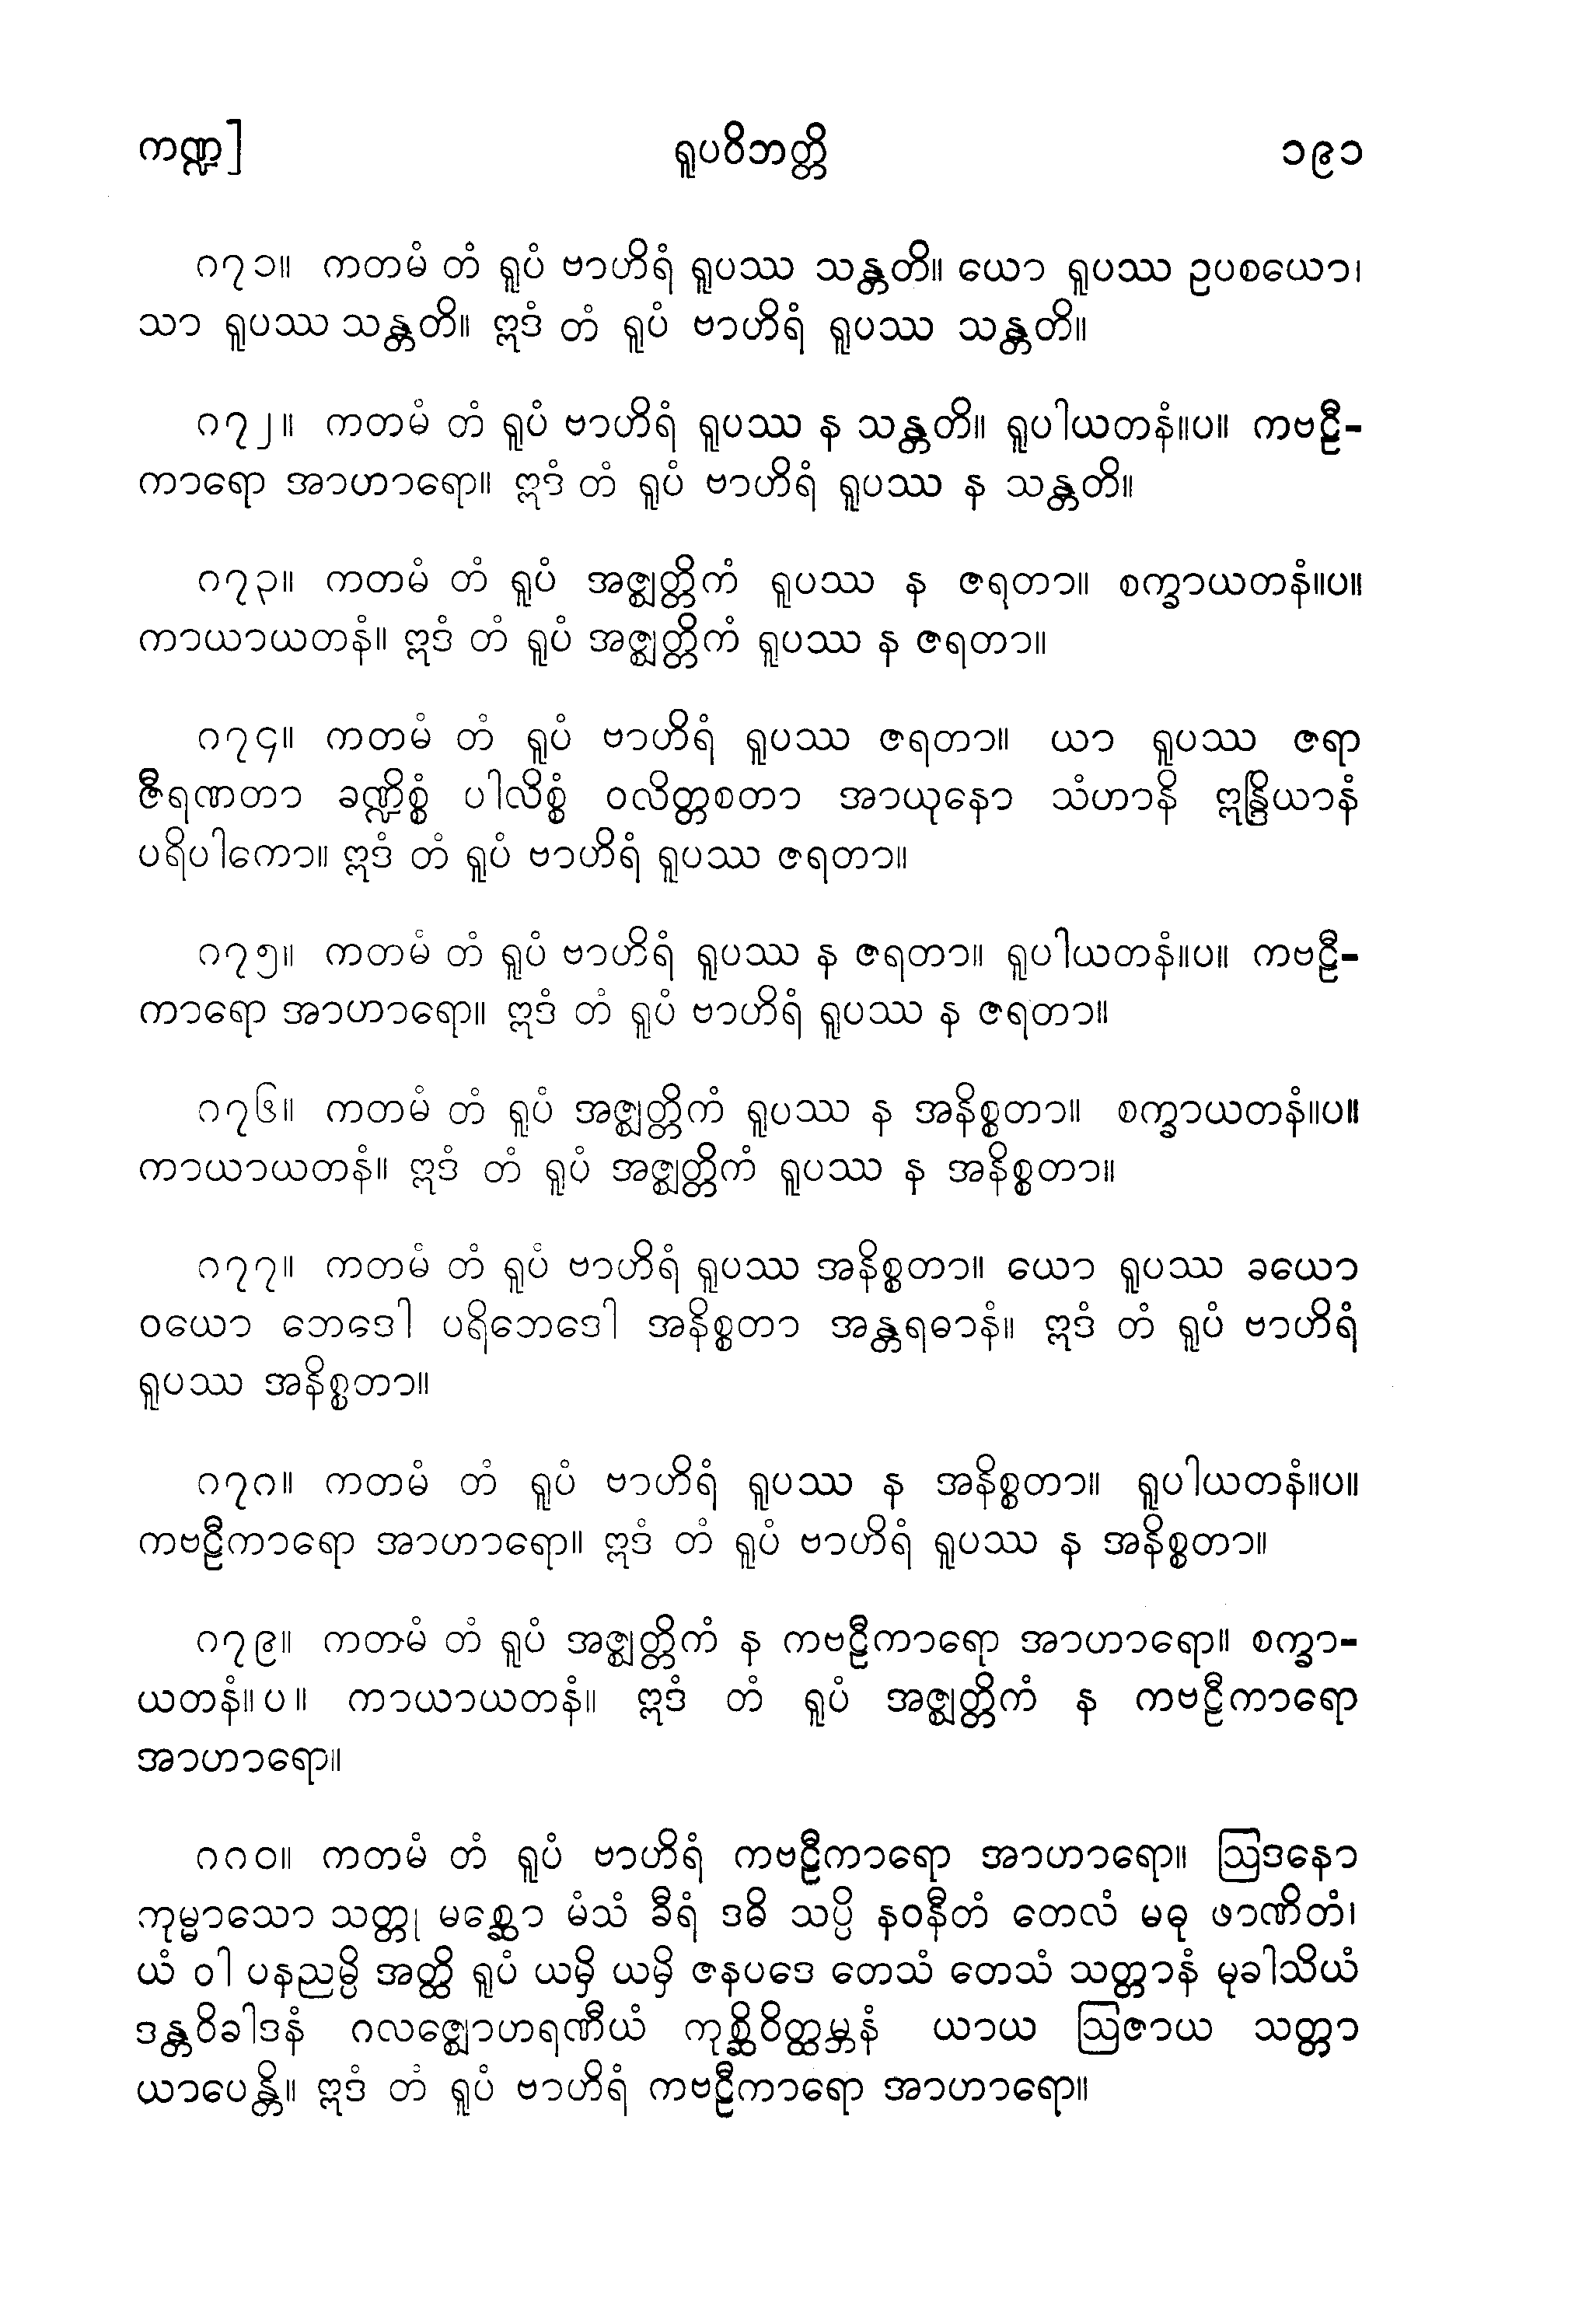 ကဏ္ဍ] ရူပဝိဘတ္တိ ၁၉၁
၈၇၁။ ကတမံ တံ ရူပံ ဗာဟိရံ ရူပဿ သန္တတိ။ ယော ရူပဿ ဥပစယော၊
သာ ရူပဿ သန္တတိ။ ဣဒံ တံ ရူပံ ဗာဟိရံ ရူပဿ သန္တတိ။
၈၇၂။ ကတမံ တံ ရူပံ ဗာဟိရံ ရူပဿ န သန္တတိ။ ရူပါယတနံ။ပ။ ကဗဠီ-
ကာရော အာဟာရော။ ဣဒံ တံ ရူပံ ဗာဟိရံ ရူပဿ န သန္တတိ။
၈၇၃။ ကတမံ တံ ရူပံ အဇ္ဈတ္တိကံ ရူပဿ န ဇရတာ။ စက္ခာယတနံ။ပ။
ကာယာယတနံ။ ဣဒံ တံ ရူပံ အဇ္ဈတ္တိကံ ရူပဿ န ဇရတာ။
၈၇၄။ ကတမံ တံ ရူပံ ဗာဟိရံ ရူပဿ ဇရတာ။ ယာ ရူပဿ ဇရာ
ဇီရဏတာ ခဏ္ဍိစ္စံ ပါလိစ္စံ ဝလိတ္တစတာ အာယုနော သံဟာနိ ဣန္ဒြိယာနံ
ပရိပါကော။ ဣဒံ တံ ရူပံ ဗာဟိရံ ရူပဿ ဇရတာ။
၈၇၅။ ကတမံ တံ ရူပံ ဗာဟိရံ ရူပဿ န ဇရတာ။ ရူပါယတနံ။ပ။ ကဗဠီ-
ကာရော အာဟာရော။ ဣဒံ တံ ရူပံ ဗာဟိရံ ရူပဿ န ဇရတာ။
၈၇၆။ ကတမံ တံ ရူပံ အဇ္ဈတ္တိကံ ရူပဿ န အနိစ္စတာ။ စက္ခာယတနံ။ပ။
ကာယာယတနံ။ ဣဒံ တံ ရူပံ အဇ္ဈတ္တိကံ ရူပဿ န အနိစ္စတာ။
၈၇၇။ ကတမံ တံ ရူပံ ဗာဟိရံ ရူပဿ အနိစ္စတာ။ ယော ရူပဿ ခယော
ဝယော ဘေဒေါ ပရိဘေဒေါ အနိစ္စတာ အန္တရဓာနံ။ ဣဒံ တံ ရူပံ ဗာဟိရံ
ရူပဿ အနိစ္စတာ။
၈၇၈။ ကတမံ တံ ရူပံ ဗာဟိရံ ရူပဿ န အနိစ္စတာ။ ရူပါယတနံ။ပ။
ကဗဠီကာရော အာဟာရော။ ဣဒံ တံ ရူပံ ဗာဟိရံ ရူပဿ န အနိစ္စတာ။
၈၇၉။ ကတမံ တံ ရူပံ အဇ္ဈတ္တိကံ န ကဗဠီကာရော အာဟာရော။ စက္ခာ-
ယတနံ။ပ။ ကာယာယတနံ။ ဣဒံ တံ ရူပံ အဇ္ဈတ္တိကံ န ကဗဠီကာရော
အာဟာရော။
၈၈၀။ ကတမံ တံ ရူပံ ဗာဟိရံ ကဗဠီကာရော အာဟာရော။ ဩဒနော
ကုမ္မာသော သတ္တု မစ္ဆော မံသံ ခီရံ ဒဓိ သပ္ပိ နဝနီတံ တေလံ မဓု ဖာဏိတံ၊
ယံ ဝါ ပနညမ္ပိ အတ္ထိ ရူပံ ယမှိ ယမှိ ဇနပဒေ တေသံ တေသံ သတ္တာနံ မုခါသိယံ
ဒန္တဝိခါဒနံ ဂလဇ္ဈောဟရဏီယံ ကုစ္ဆိဝိတ္ထမ္ဘနံ ယာယ ဩဇာယ သတ္တာ
ယာပေန္တိ။ ဣဒံ တံ ရူပံ ဗာဟိရံ ကဗဠီကာရော အာဟာရော။